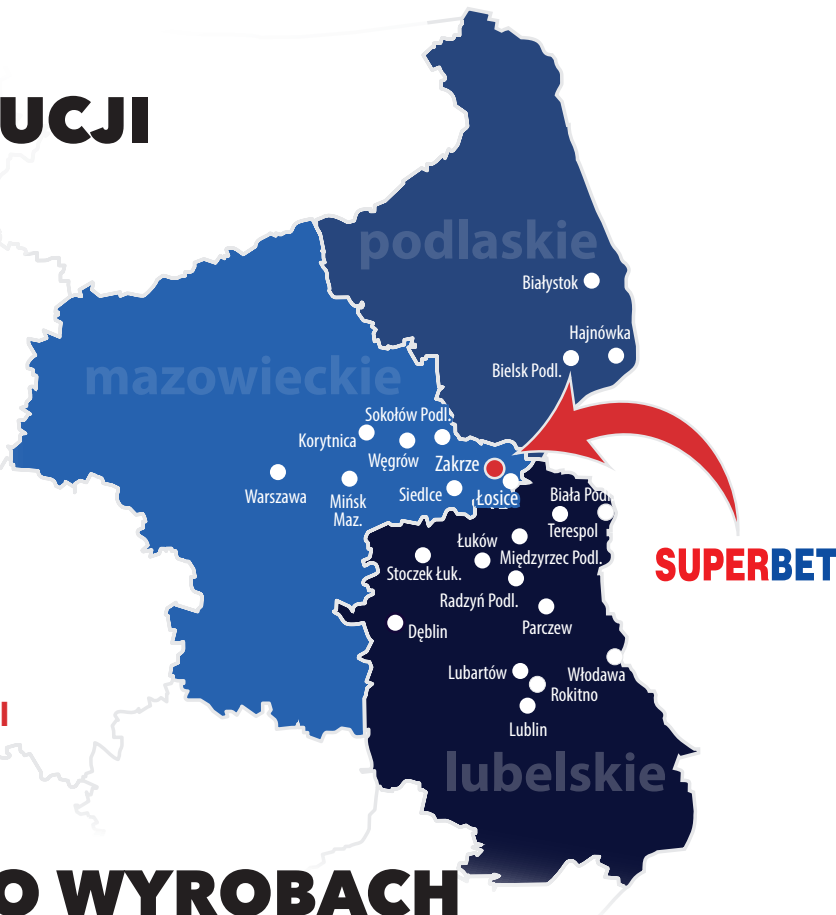 UCJI
podlaskie
Białystok
Hajnówka
Bielsk Podl.
mazowieckie
Sokołów Podl.
Korytnica
Węgrów
Zakrze
Warszawa
Mińsk
Maz.
Siedlce
Łosice
Biała Podl
Terespol
Łuków
Międzyrzec Podl.
Stoczek Łuk.
Radzyń Podl.
Parczew
Dęblin
Lubartów
Włodawa
Rokitno
Lublin
SUPERBET
I
lubelskie
O WYROBACH